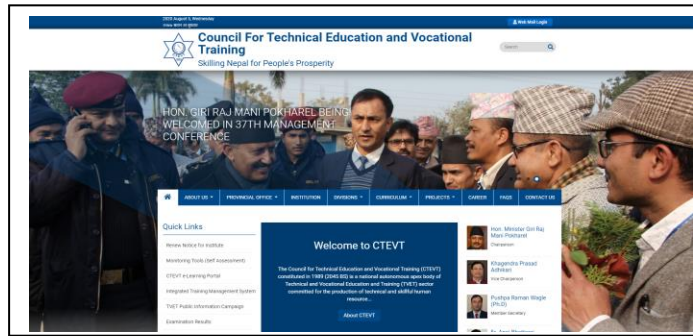 2020 August 5, Wednesday
Web Mail Login
Council For Technical Education and Vocational
Training
Skilling Nepal for People's Prosperity
Search
HON. GIRI RAJ MANI POKHAREL BEING
WELCOMED IN 37TH MANAGEMENT
CONFERENCE
ABOUT US
PROVINCIAL OFFICE
INSTITUTION
DIVISIONS
CURRICULUM
PROJECTS
CAREER
FAQS
CONTACT US
Quick Links
Renew Notice For Institute
Monitoring Tools (Self Assessment)
CTEVT e-Learning Portal
Integrated Training Management System
TVET Public Information Campaign
Examination Results
Welcome to CTEVT
The Council for Technical Education and Vocational Training (CTEVT)
constituted in 1989 (2045 BS) is a national autonomous apex body of
Technical and Vocational Education and Training (TVET) sector
committed for the production of technical and skillful human
resource...
About CTEVT
Hon. Minister Giri Raj
Mani Pokharel
Chairperson
Khagendra Prasad
Adhikari
Vice Chairperson
Pushpa Raman Wagle
(Ph.D)
Member Secretary